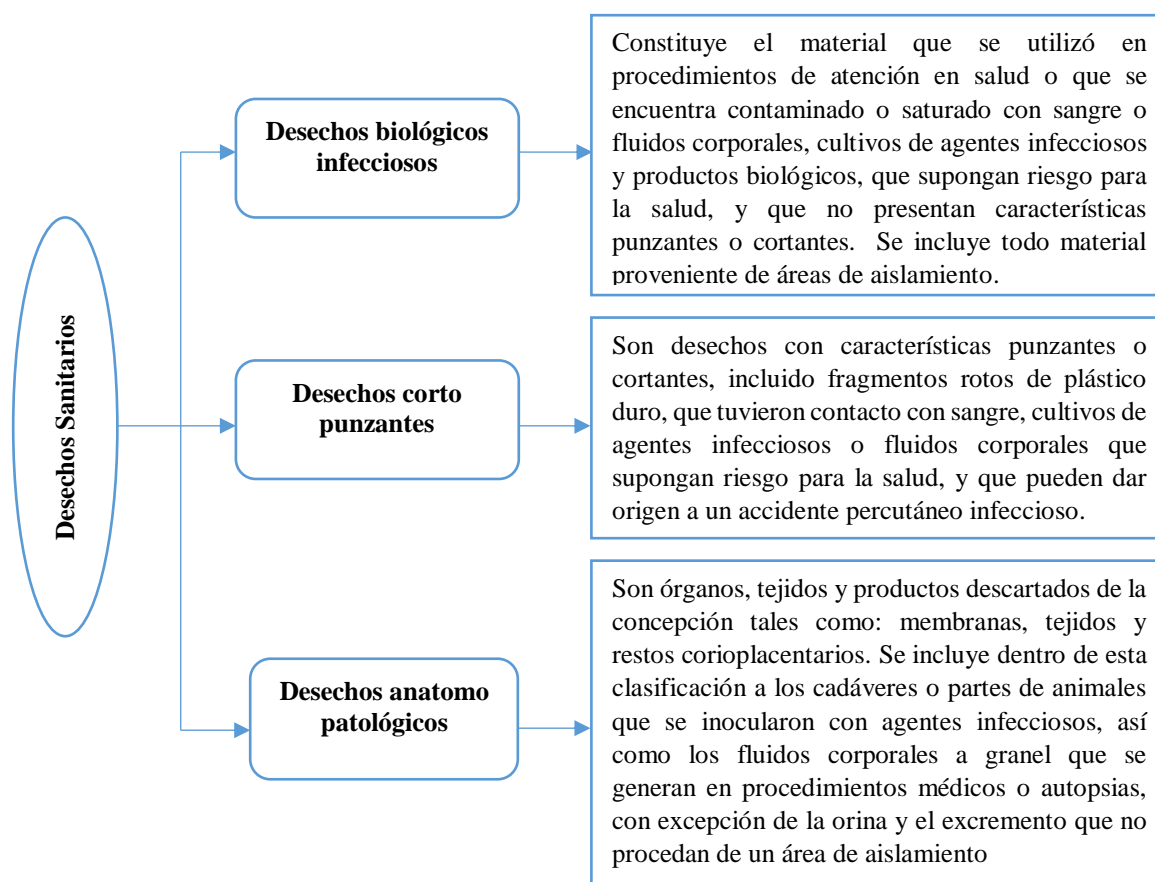 Desechos Sanitarios
Desechos biológicos
infecciosos
Constituye el material que se utilizó en
procedimientos de atención en salud o que se
encuentra contaminado o saturado con sangre o
fluidos corporales, cultivos de agentes infecciosos
y productos biológicos, que supongan riesgo para
la salud, y que no presentan características
punzantes o cortantes. Se incluye todo material
proveniente de áreas de aislamiento.
Desechos corto
punzantes
Son desechos con características punzantes o
cortantes, incluido fragmentos rotos de plástico
duro, que tuvieron contacto con sangre, cultivos de
agentes infecciosos o fluidos corporales que
supongan riesgo para la salud, y que pueden dar
origen a un accidente percutáneo infeccioso.
Desechos anatomo
patológicos
Son órganos, tejidos y productos descartados de la
concepción tales como: membranas, tejidos y
restos corioplacentarios. Se incluye dentro de esta
clasificación a los cadáveres o partes de animales
que se inocularon con agentes infecciosos, así
como los fluidos corporales a granel que se
generan en procedimientos médicos o autopsias,
con excepción de la orina y el excremento que no
procedan de un área de aislamiento